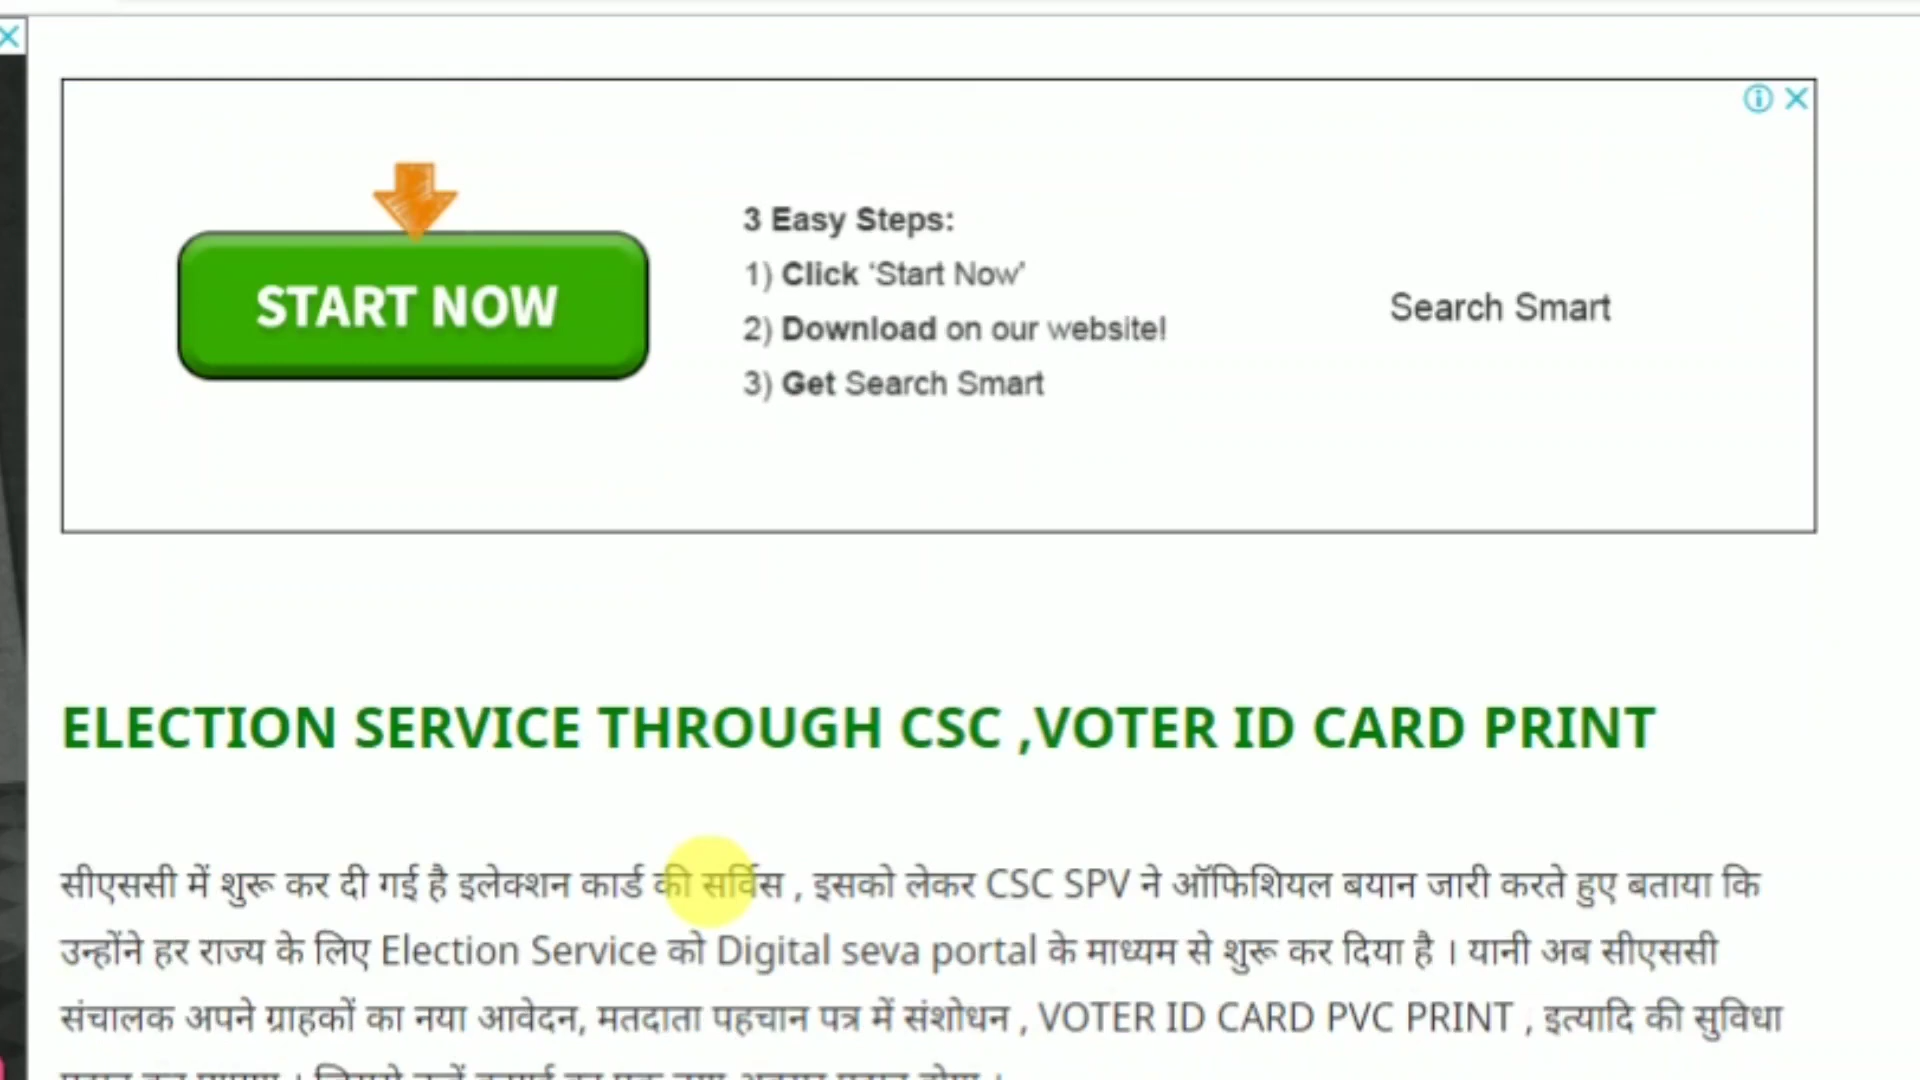 START NOW
3 Easy Steps:
1) Click ‘Start Now’
2) Download on our website!
3) Get Search Smart
Search Smart
ELECTION SERVICE THROUGH CSC ,VOTER ID CARD PRINT
सीएससी में शुरू कर दी गई है इलेक्शन कार्ड की सर्विस , इसको लेकर CSC SPV ने ऑफिशियल बयान जारी करते हुए बताया कि
उन्होंने हर राज्य के लिए Election Service को Digital seva portal के माध्यम से शुरू कर दिया है । यानी अब सीएससी
संचालक अपने ग्राहकों का नया आवेदन, मतदाता पहचान पत्र में संशोधन , VOTER ID CARD PVC PRINT , इत्यादि की सुविधा